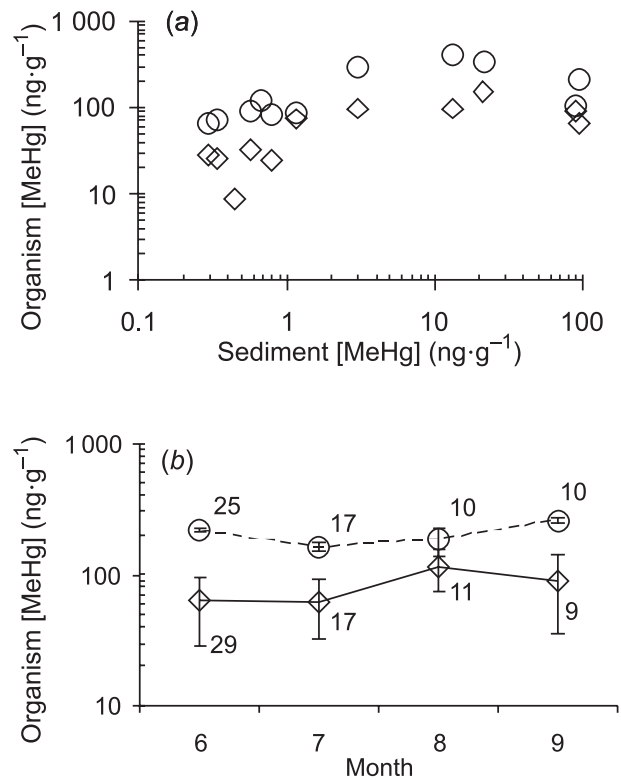 (a)
Organism [MeHg] (ng·g⁻¹)
1 000
100
10
1
0.1 1 10 100
Sediment [MeHg] (ng·g⁻¹)
(b)
Organism [MeHg] (ng·g⁻¹)
1 000
100
10
25 17 10 10
29 17 11 9
6 7 8 9
Month